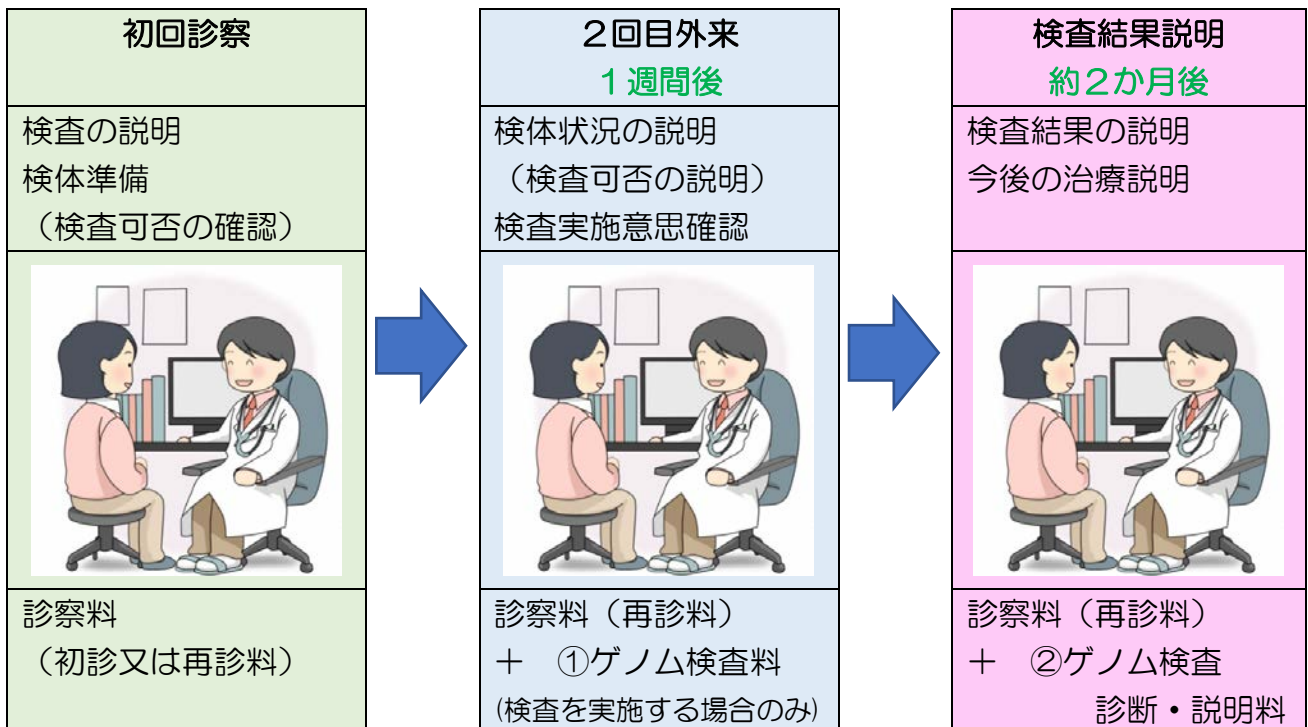 初回診察
検査の説明
検体準備
（検査可否の確認）
診察料
（初診又は再診料）
２回目外来
１週間後
検体状況の説明
（検査可否の説明）
検査実施意思確認
診察料（再診料）
＋　①ゲノム検査料
(検査を実施する場合のみ)
検査結果説明
約２か月後
検査結果の説明
今後の治療説明
診察料（再診料）
＋　②ゲノム検査
診断・説明料